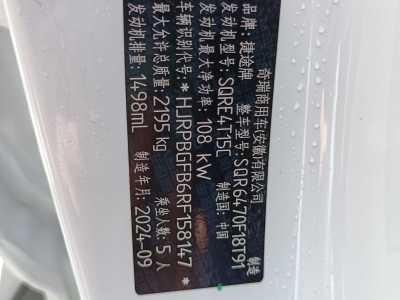 奇瑞商用车(安徽)有限公司 制造
品牌：捷途牌 整车型号：SQR6470F18T91
发动机型号：SQRE4T15C 制造国：中国
发动机最大净功率：108 kW
车辆识别代号：*HJRPBGFB6RF158147*
最大允许总质量：2195 kg 乘坐人数：5 人
发动机排量：1498mL 制造年月：2024-09